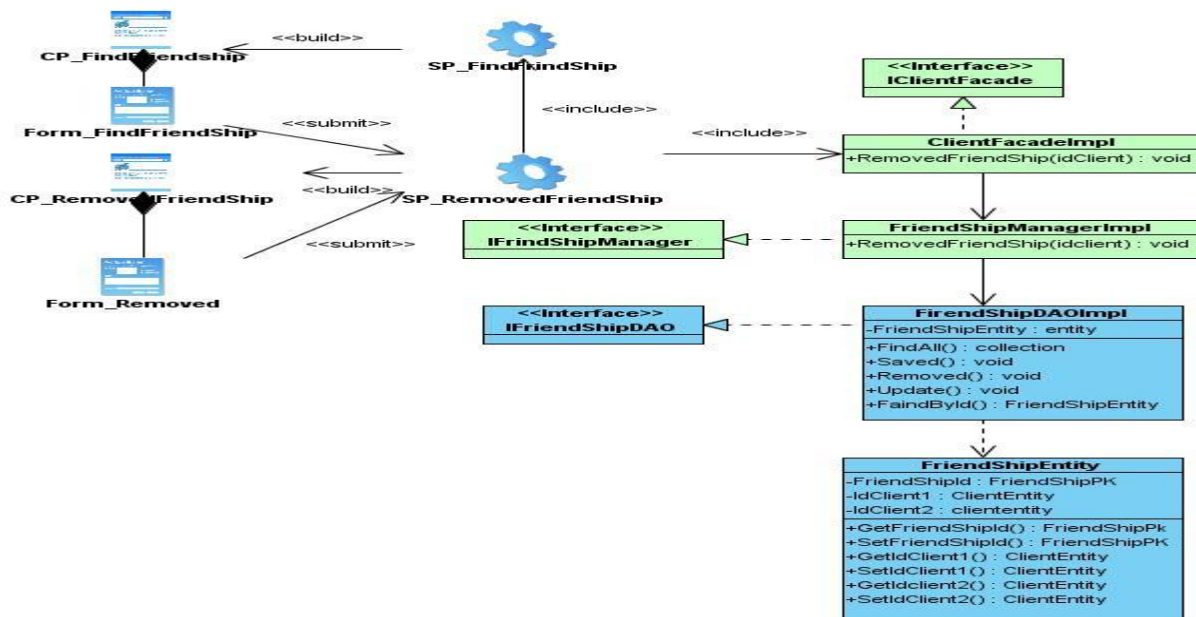 <<build>>
CP_FindFriendship
SP_FindFrindShip
<<Interface>>
IClientFacade
Form_FindFriendShip
<<submit>>
<<include>>
<<include>>
ClientFacadeImpl
+RemovedFriendShip(idClient) : void
CP_RemovedFriendShip
<<build>>
SP_RemovedFriendShip
<<submit>>
Form_Removed
<<Interface>>
IFrindShipManager
FriendShipManagerImpl
+RemovedFriendShip(idclient) : void
<<Interface>>
IFriendShipDAO
FirendShipDAOImpl
-FriendShipEntity : entity
+FindAll() : collection
+Saved() : void
+Removed() : void
+Update() : void
+FaindById() : FriendShipEntity
FriendShipEntity
-FriendShipId : FriendShipPK
-IdClient1 : ClientEntity
-IdClient2 : cliententity
+GetFriendShipId() : FriendShipPk
+SetFriendShipId() : FriendShipPK
+GetIdClient1() : ClientEntity
+SetIdClient1() : ClientEntity
+GetIdclient2() : ClientEntity
+SetIdClient2() : ClientEntity